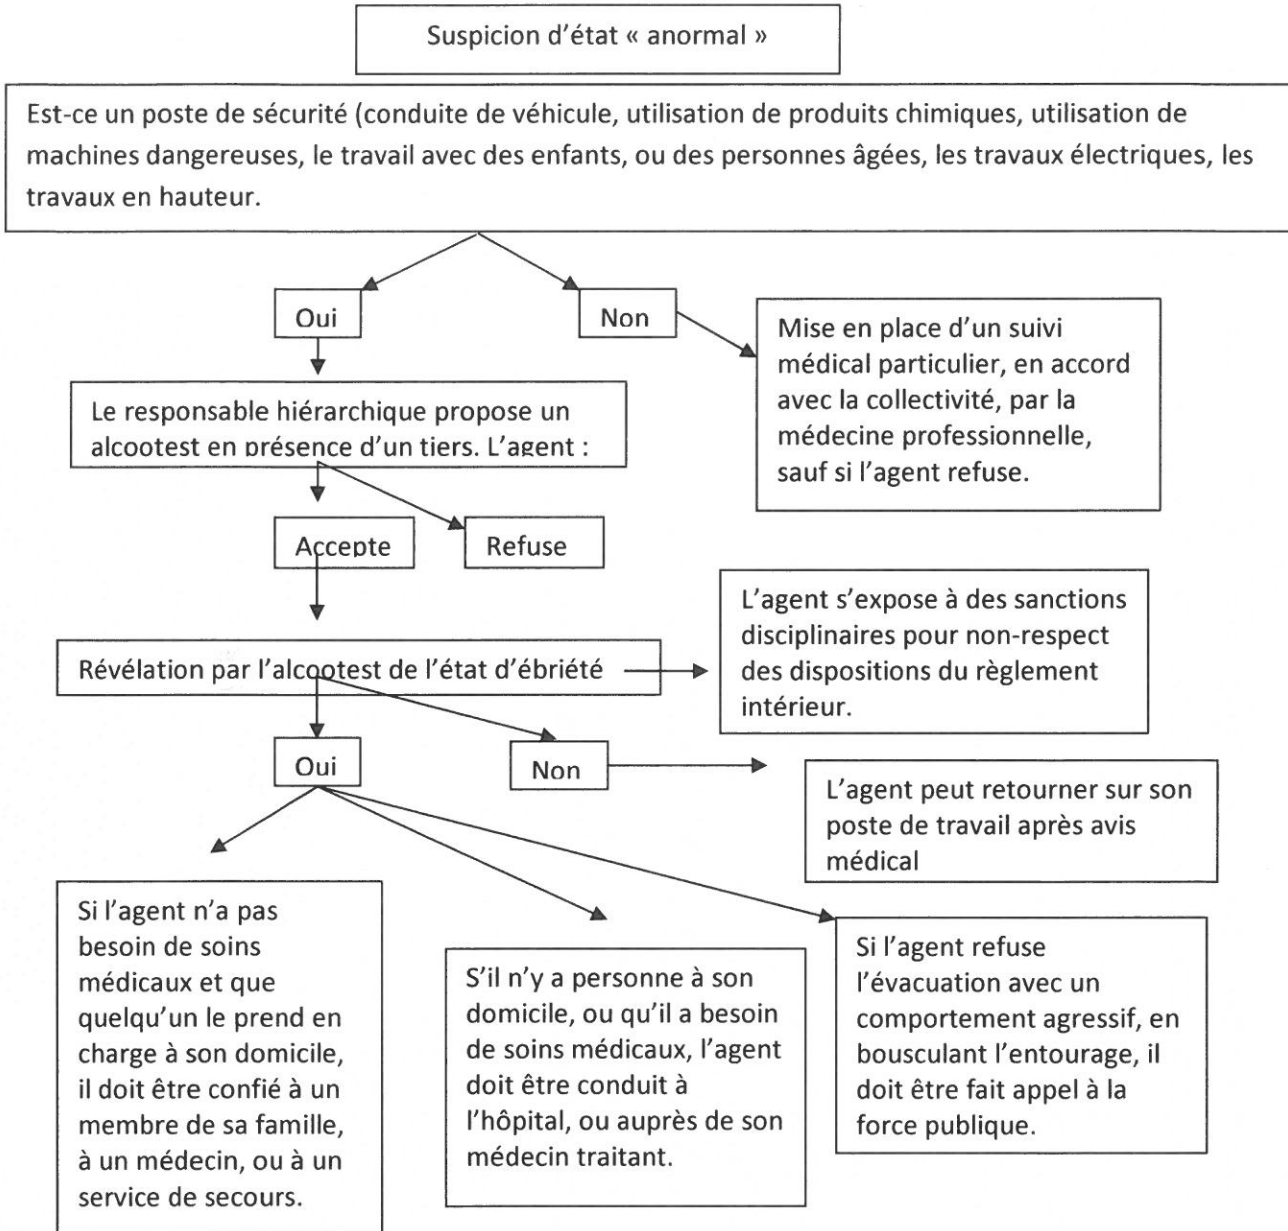 Suspicion d’état « anormal »
Est-ce un poste de sécurité (conduite de véhicule, utilisation de produits chimiques, utilisation de
machines dangereuses, le travail avec des enfants, ou des personnes âgées, les travaux électriques, les
travaux en hauteur.
Oui
Non
Mise en place d’un suivi
médical particulier, en accord
avec la collectivité, par la
médecine professionnelle,
sauf si l’agent refuse.
Le responsable hiérarchique propose un
alcootest en présence d’un tiers. L’agent :
Accepte
Refuse
L’agent s’expose à des sanctions
disciplinaires pour non-respect
des dispositions du règlement
intérieur.
Révélation par l’alcootest de l’état d’ébriété
Oui
Non
L’agent peut retourner sur son
poste de travail après avis
médical
Si l’agent n’a pas
besoin de soins
médicaux et que
quelqu’un le prend en
charge à son domicile,
il doit être confié à un
membre de sa famille,
à un médecin, ou à un
service de secours.
S’il n’y a personne à son
domicile, ou qu’il a besoin
de soins médicaux, l’agent
doit être conduit à
l’hôpital, ou auprès de son
médecin traitant.
Si l’agent refuse
l’évacuation avec un
comportement agressif, en
bousculant l’entourage, il
doit être fait appel à la
force publique.